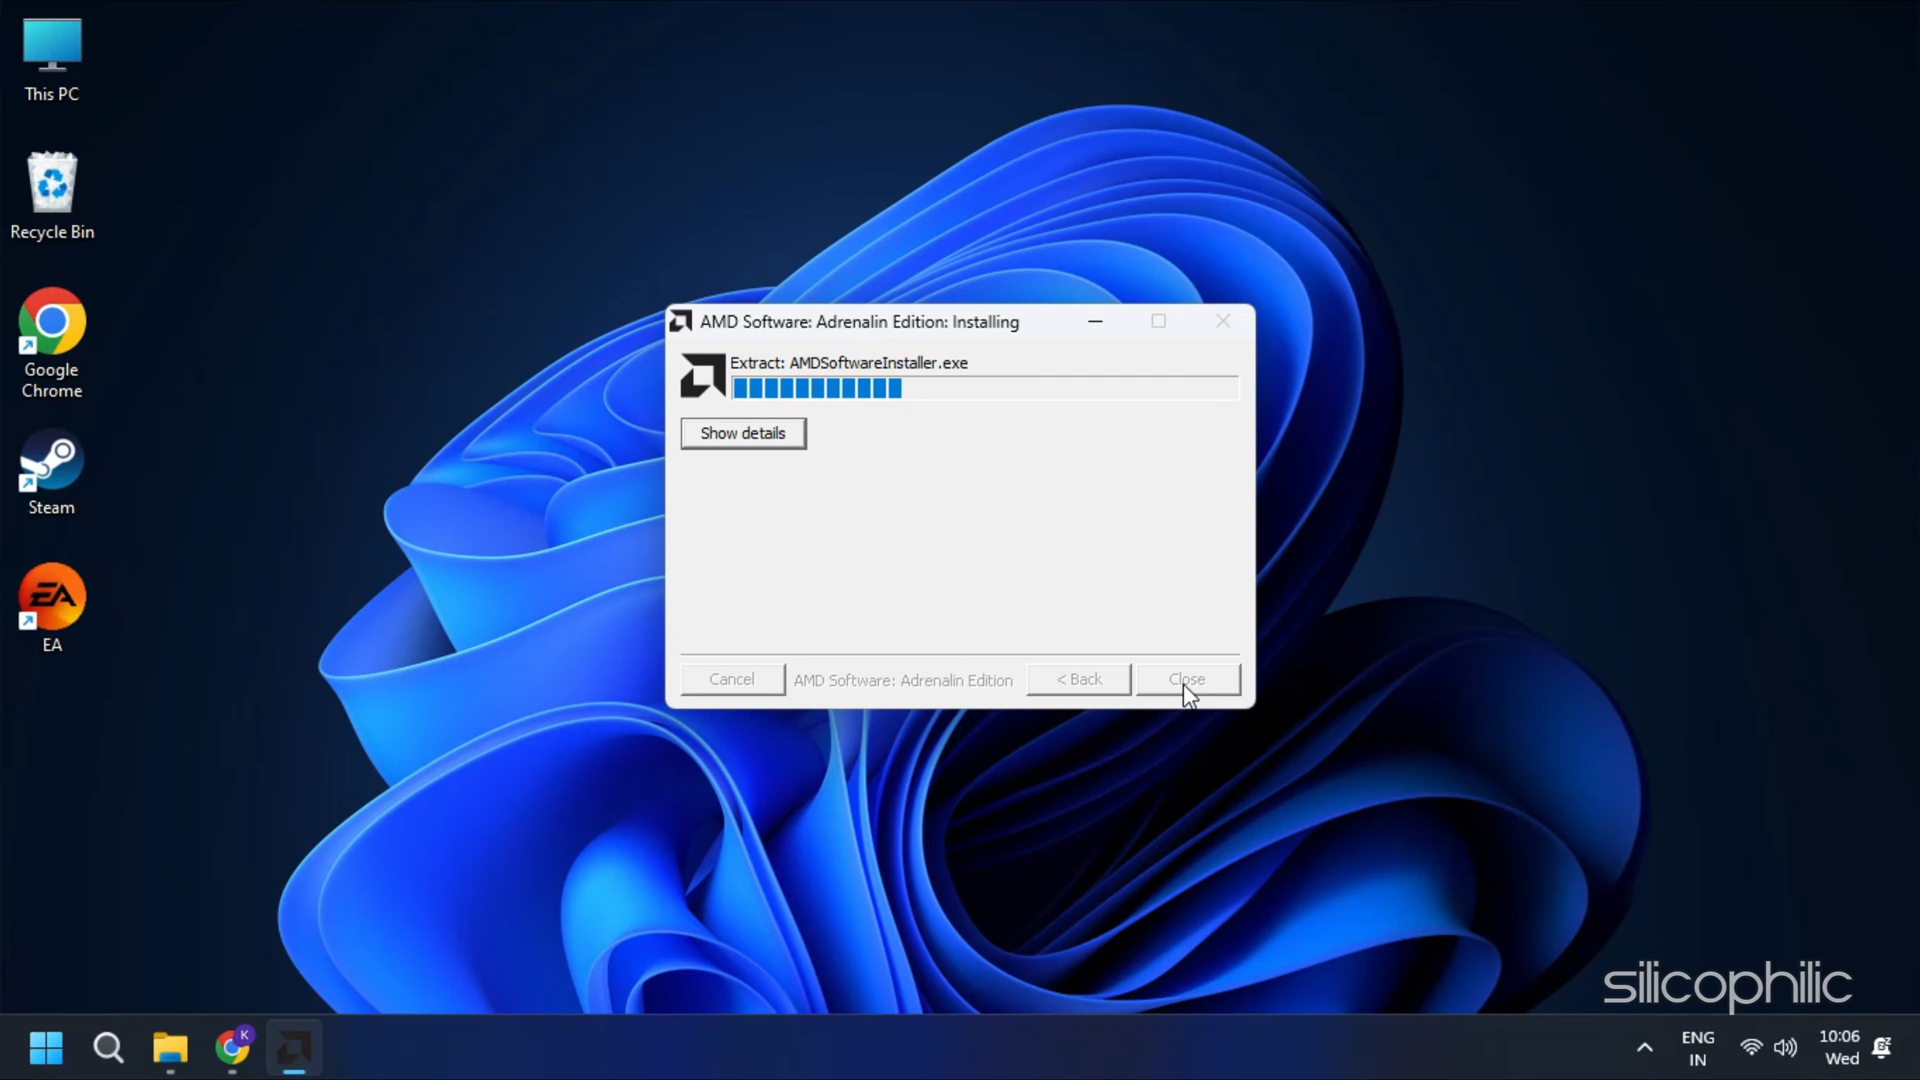 This PC
Recycle Bin
Google
Chrome
Steam
EA
EA
AMD Software: Adrenalin Edition: Installing
Extract: AMDSoftwareInstaller.exe
Show details
Cancel
AMD Software: Adrenalin Edition
< Back
Close
silicophilic
K
ENG
IN
10:06
Wed